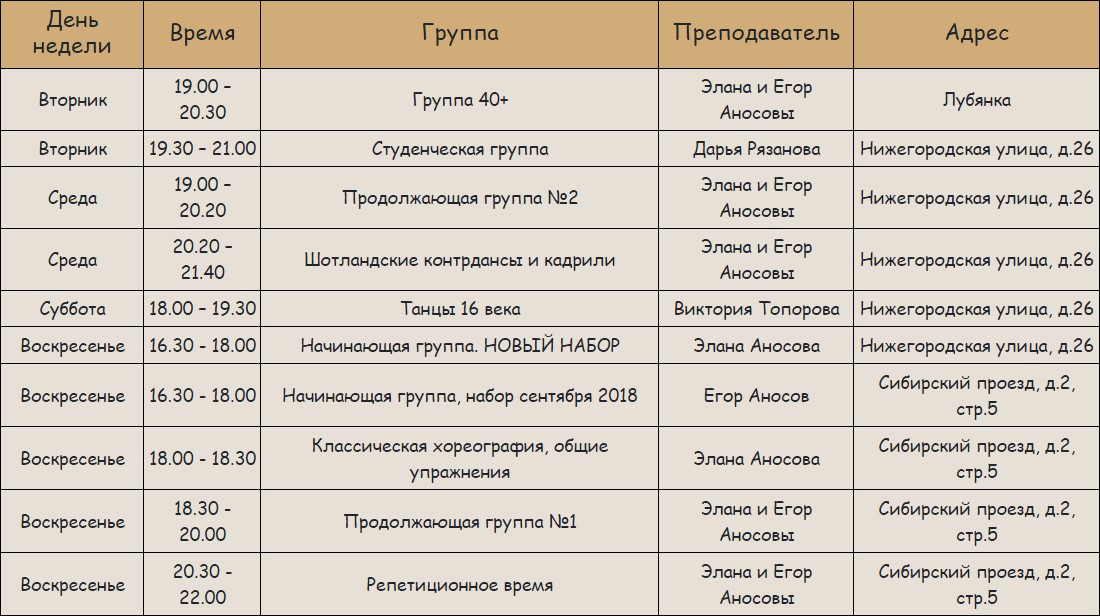 День недели Время Группа Преподаватель Адрес
Вторник 19.00 – 20.30 Группа 40+ Элана и Егор Аносовы Лубянка
Вторник 19.30 – 21.00 Студенческая группа Дарья Рязанова Нижегородская улица, д.26
Среда 19.00 – 20.20 Продолжающая группа №2 Элана и Егор Аносовы Нижегородская улица, д.26
Среда 20.20 – 21.40 Шотландские контрдансы и кадрили Элана и Егор Аносовы Нижегородская улица, д.26
Суббота 18.00 – 19.30 Танцы 16 века Виктория Топорова Нижегородская улица, д.26
Воскресенье 16.30 - 18.00 Начинающая группа. НОВЫЙ НАБОР Элана Аносова Нижегородская улица, д.26
Воскресенье 16.30 - 18.00 Начинающая группа, набор сентября 2018 Егор Аносов Сибирский проезд, д.2, стр.5
Воскресенье 18.00 - 18.30 Классическая хореография, общие упражнения Элана Аносова Сибирский проезд, д.2, стр.5
Воскресенье 18.30 - 20.00 Продолжающая группа №1 Элана и Егор Аносовы Сибирский проезд, д.2, стр.5
Воскресенье 20.30 - 22.00 Репетиционное время Элана и Егор Аносовы Сибирский проезд, д.2, стр.5